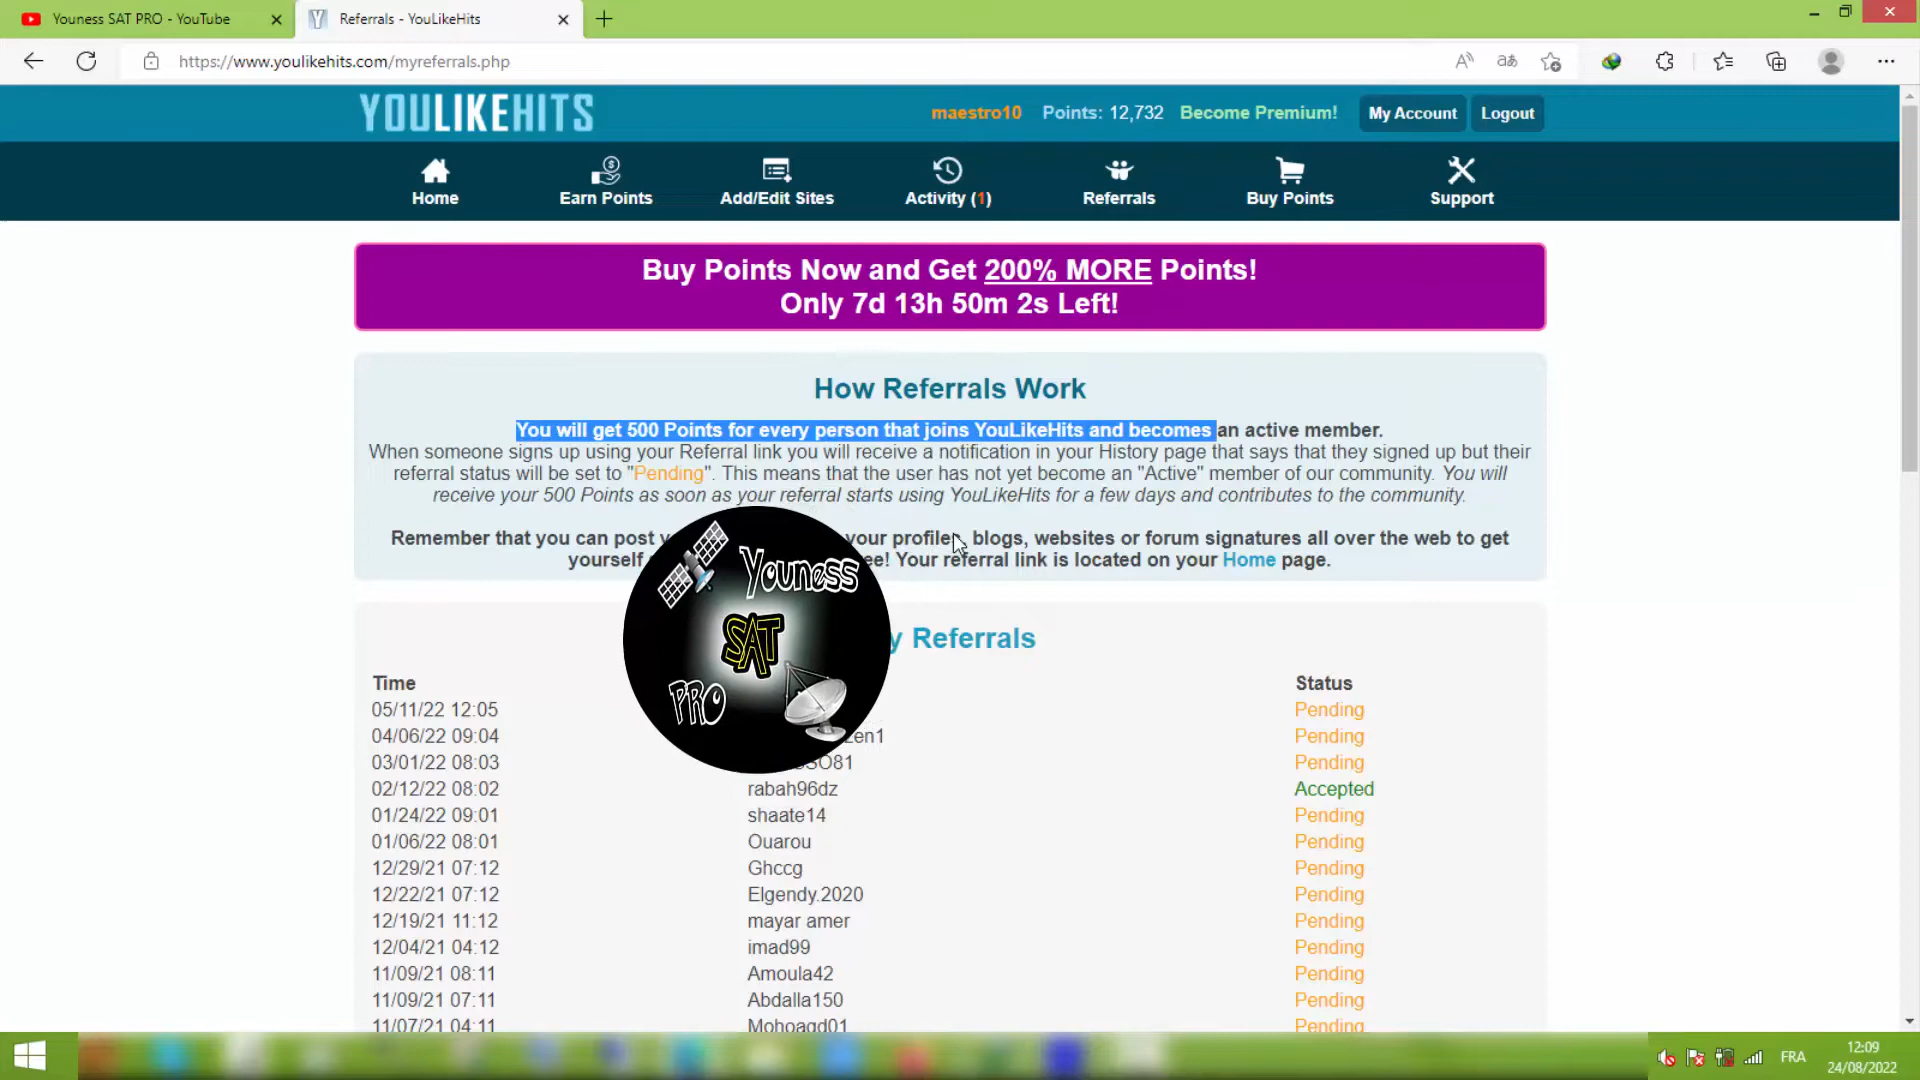 Youness SAT PRO - YouTube
Referrals - YouLikeHits
https://www.youlikehits.com/myreferrals.php
YOULIKEHITS
maestro10 Points: 12,732 Become Premium! My Account Logout
Home Earn Points Add/Edit Sites Activity (1) Referrals Buy Points Support
Buy Points Now and Get 200% MORE Points!
Only 7d 13h 50m 2s Left!
How Referrals Work
You will get 500 Points for every person that joins YouLikeHits and becomes an active member.
When someone signs up using your Referral link you will receive a notification in your History page that says that they signed up but their
referral status will be set to "Pending". This means that the user has not yet become an "Active" member of our community. You will
receive your 500 Points as soon as your referral starts using YouLikeHits for a few days and contributes to the community.
Remember that you can post your profiles, blogs, websites or forum signatures all over the web to get
yourself Your referral link is located on your Home page.
Youness
SAT
PRO
Referrals
Time Status
05/11/22 12:05 Pending
04/06/22 09:04 Pending
03/01/22 08:03 Pending
02/12/22 08:02 rabah96dz Accepted
01/24/22 09:01 shaate14 Pending
01/06/22 08:01 Ouarou Pending
12/29/21 07:12 Ghccg Pending
12/22/21 07:12 Elgendy.2020 Pending
12/19/21 11:12 mayar amer Pending
12/04/21 04:12 imad99 Pending
11/09/21 08:11 Amoula42 Pending
11/09/21 07:11 Abdalla150 Pending
11/07/21 04:11 Mohoagd01 Pending
FRA
12:09
24/08/2022